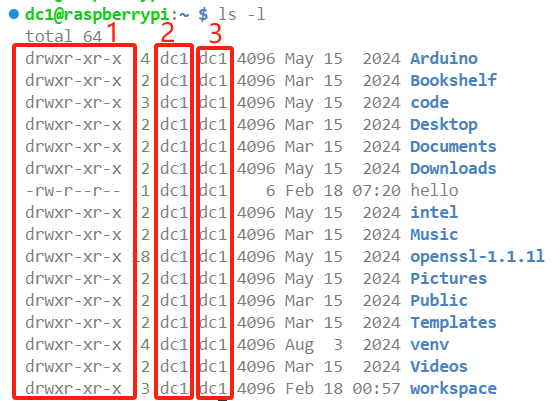 dc1@raspberrypi:~ $ ls -l
total 64 1 2 3
drwxr-xr-x 4 dc1 dc1 4096 May 15 2024 Arduino
drwxr-xr-x 2 dc1 dc1 4096 Mar 15 2024 Bookshelf
drwxr-xr-x 3 dc1 dc1 4096 May 15 2024 code
drwxr-xr-x 2 dc1 dc1 4096 Mar 15 2024 Desktop
drwxr-xr-x 2 dc1 dc1 4096 Mar 15 2024 Documents
drwxr-xr-x 2 dc1 dc1 4096 May 15 2024 Downloads
-rw-r--r-- 1 dc1 dc1 6 Feb 18 07:20 hello
drwxr-xr-x 2 dc1 dc1 4096 May 15 2024 intel
drwxr-xr-x 2 dc1 dc1 4096 Mar 15 2024 Music
drwxr-xr-x 18 dc1 dc1 4096 May 15 2024 openssl-1.1.1l
drwxr-xr-x 2 dc1 dc1 4096 May 15 2024 Pictures
drwxr-xr-x 2 dc1 dc1 4096 Mar 15 2024 Public
drwxr-xr-x 2 dc1 dc1 4096 Mar 15 2024 Templates
drwxr-xr-x 4 dc1 dc1 4096 Aug 3 2024 venv
drwxr-xr-x 2 dc1 dc1 4096 Mar 15 2024 Videos
drwxr-xr-x 3 dc1 dc1 4096 Feb 18 00:57 workspace